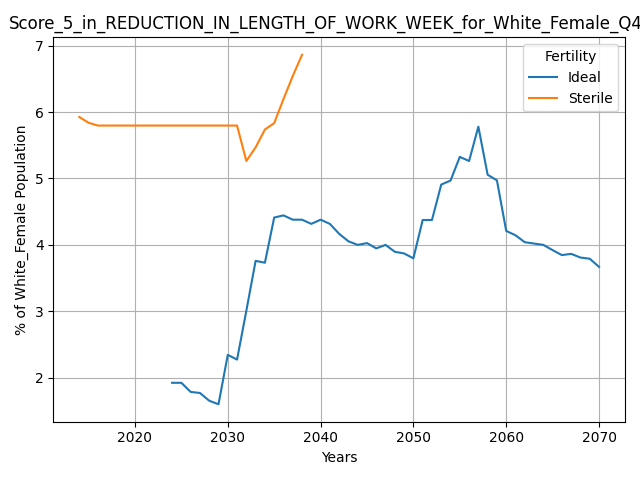 Score_5_in_REDUCTION_IN_LENGTH_OF_WORK_WEEK_for_White_Female_Q4
Fertility
Ideal
Sterile
% of White_Female Population
7
6
5
4
3
2
2020 2030 2040 2050 2060 2070
Years